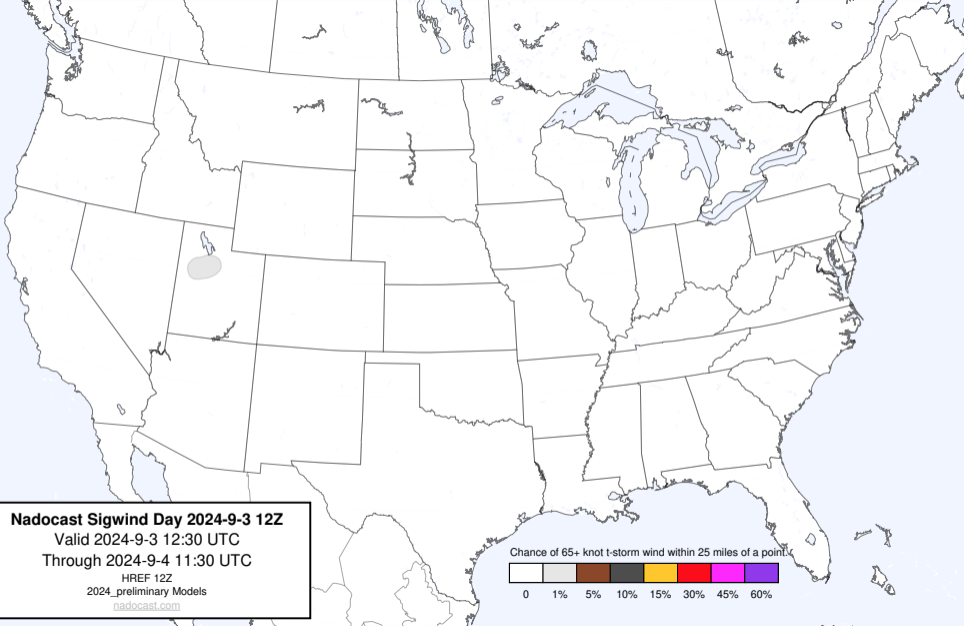 Nadocast Sigwind Day 2024-9-3 12Z
Valid 2024-9-3 12:30 UTC
Through 2024-9-4 11:30 UTC
HREF 12Z
2024_preliminary Models
nadocast.com
Chance of 65+ knot t-storm wind within 25 miles of a point.
0 1% 5% 10% 15% 30% 45% 60%